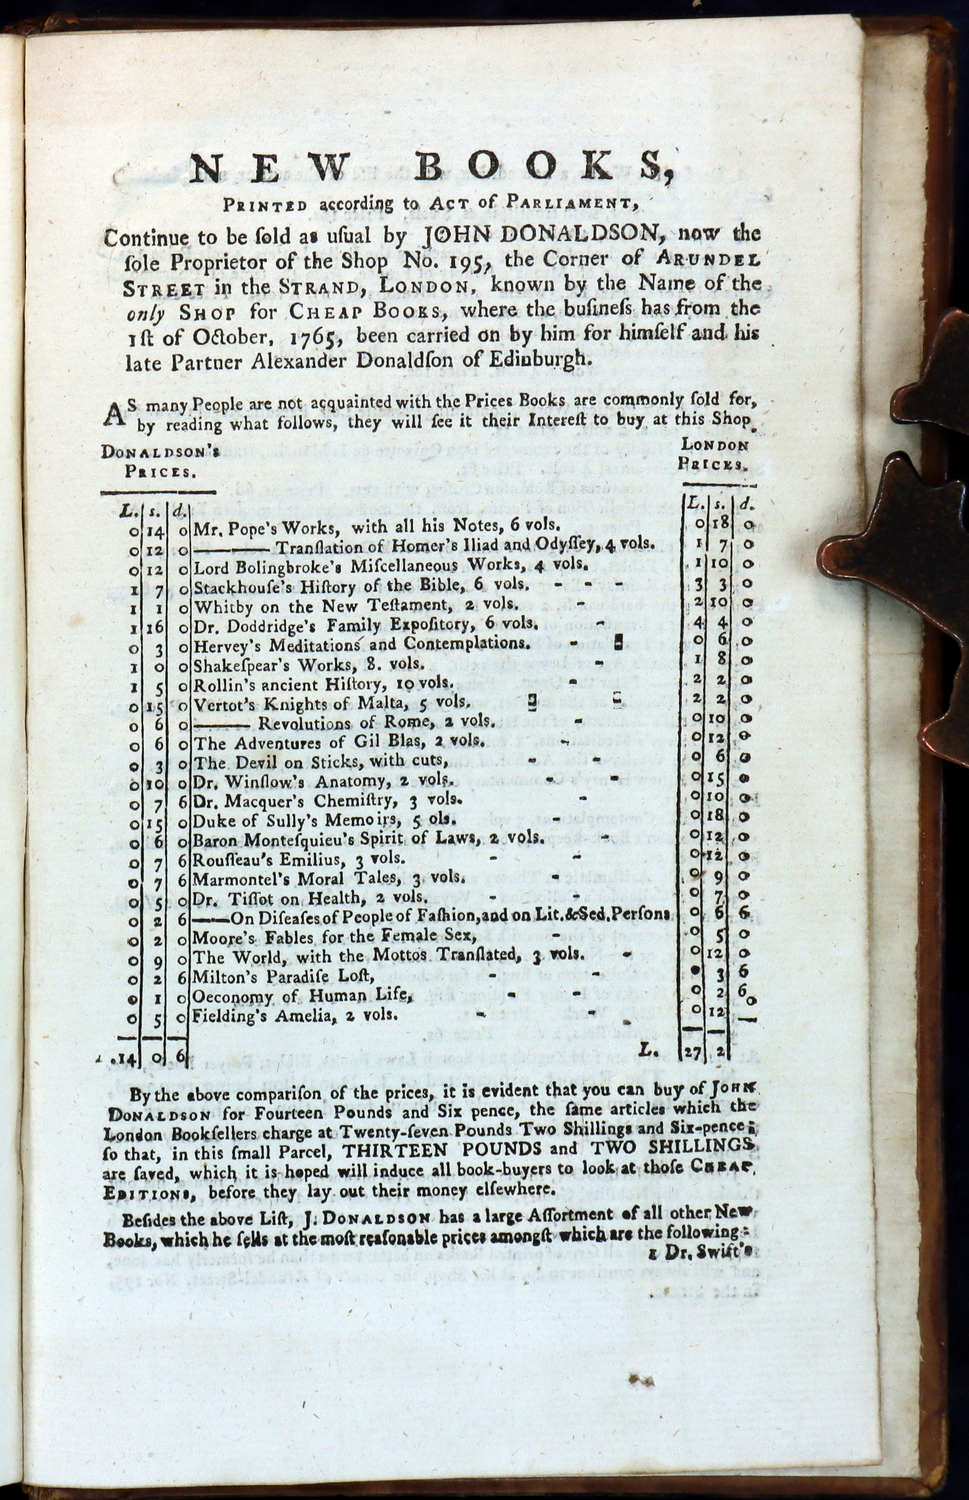 NEW BOOKS,
PRINTED according to ACT of PARLIAMENT,
Continue to be ſold as uſual by JOHN DONALDSON, now the
ſole Proprietor of the Shop No. 195, the Corner of ARUNDEL
STREET in the STRAND, LONDON, known by the Name of the
only SHOP for CHEAP BOOKS, where the buſineſs has from the
1ſt of October, 1765, been carried on by him for himſelf and his
late Partner Alexander Donaldſon of Edinburgh.
AS many People are not acquainted with the Prices Books are commonly ſold for,
by reading what follows, they will ſee it their Intereſt to buy at this Shop.
DONALDSON's PRICES. LONDON PRICES.
L. s. d. L. s. d.
0 14 0 Mr. Pope's Works, with all his Notes, 6 vols. 0 18 0
0 12 0 ——— Tranſlation of Homer's Iliad and Odyſſey, 4 vols. 1 7 0
0 12 0 Lord Bolingbroke's Miſcellaneous Works, 4 vols. 1 10 0
1 7 0 Stackhouſe's Hiſtory of the Bible, 6 vols. - - - 3 3 0
1 1 0 Whitby on the New Teſtament, 2 vols. - 2 10 0
1 16 0 Dr. Doddridge's Family Expoſitory, 6 vols. - 4 4 0
0 3 0 Hervey's Meditations and Contemplations. - 0 6 0
1 0 0 Shakeſpear's Works, 8. vols. - 1 8 0
1 5 0 Rollin's ancient Hiſtory, 10 vols. - 2 2 0
0 15 0 Vertot's Knights of Malta, 5 vols. 2 2 0
0 6 0 ——— Revolutions of Rome, 2 vols. - 0 10 0
0 6 0 The Adventures of Gil Blas, 2 vols. - 0 12 0
0 3 0 The Devil on Sticks, with cuts, - - 0 6 0
0 10 0 Dr. Winſlow's Anatomy, 2 vols. - - 0 15 0
0 7 6 Dr. Macquer's Chemiſtry, 3 vols. - 0 10 0
0 15 0 Duke of Sully's Memoirs, 5 ols. - 0 18 0
0 6 0 Baron Monteſquieu's Spirit of Laws, 2 vols. - 0 12 0
0 7 6 Rouſſeau's Emilius, 3 vols. - - 0 12 0
0 7 6 Marmontel's Moral Tales, 3 vols. - 0 9 0
0 5 0 Dr. Tiſſot on Health, 2 vols. - - 0 7 0
0 2 6 ——On Diſeaſes of People of Faſhion, and on Lit. & Sed. Perſons 0 6 6
0 2 0 Moore's Fables for the Female Sex, - 0 5 0
0 9 0 The World, with the Mottos Tranſlated, 3 vols. - 0 12 0
0 2 6 Milton's Paradiſe Loſt, - - 0 3 6
0 1 0 Oeconomy of Human Life, - - 0 2 6
0 5 0 Fielding's Amelia, 2 vols. - - 0 12 0
14 0 6 L. 27 2
By the above compariſon of the prices, it is evident that you can buy of JOHN
DONALDSON for Fourteen Pounds and Six pence, the ſame articles which the
London Bookſellers charge at Twenty-ſeven Pounds Two Shillings and Six-pence;
ſo that, in this ſmall Parcel, THIRTEEN POUNDS and TWO SHILLINGS
are ſaved, which it is hoped will induce all book-buyers to look at thoſe CHEAP
EDITIONS, before they lay out their money elſewhere.
Beſides the above Liſt, J. DONALDSON has a large Aſſortment of all other New
Books, which he ſells at the moſt reaſonable prices amongſt which are the following:
1 Dr. Swift's